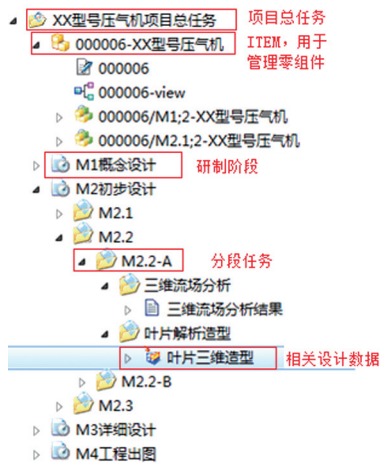 XX型号压气机项目总任务 项目总任务
000006-XX型号压气机 ITEM，用于
管理零组件
000006
000006-view
000006/M1;2-XX型号压气机
000006/M2.1;2-XX型号压气机
M1概念设计 研制阶段
M2初步设计
M2.1
M2.2
M2.2-A 分段任务
三维流场分析
三维流场分析结果
叶片解析造型
叶片三维造型 相关设计数据
M2.2-B
M2.3
M3详细设计
M4工程出图